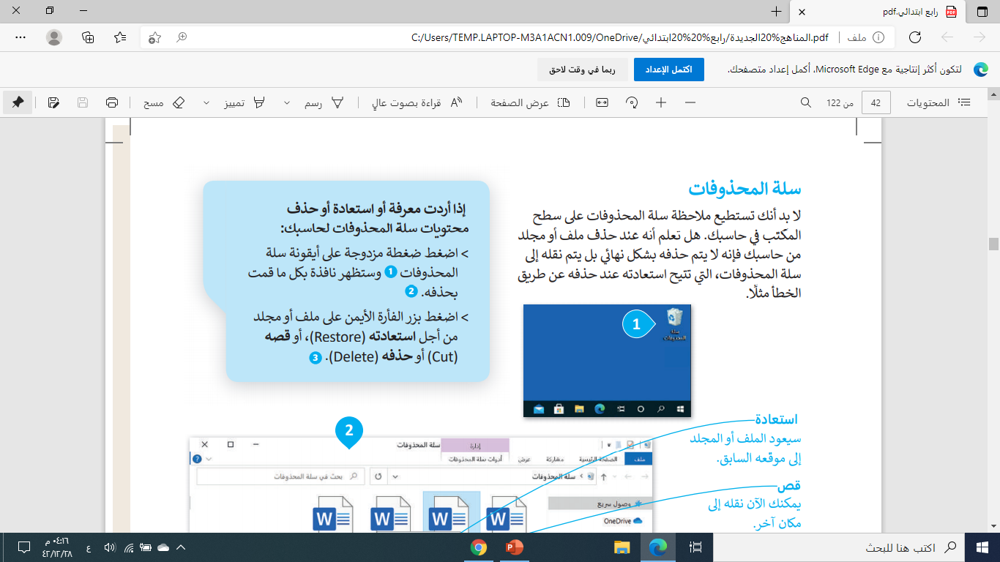 رابع ابتدائي.pdf
ملف
C:/Users/TEMP.LAPTOP-M3A1ACN1.009/OneDrive/المناهج%20الجديدة/رابع%20%20ابتدائي.pdf
لتكون أكثر إنتاجية مع Microsoft Edge، أكمل إعداد متصفحك.
اكتمل الإعداد
ربما في وقت لاحق
المحتويات
42
من 122
عرض الصفحة
قراءة بصوت عالٍ
رسم
تمييز
مسح
سلة المحذوفات
لا بد أنك تستطيع ملاحظة سلة المحذوفات على سطح
المكتب في حاسبك. هل تعلم أنه عند حذف ملف أو مجلد
من حاسبك فإنه لا يتم حذفه بشكل نهائي بل يتم نقله إلى
سلة المحذوفات، التي تتيح استعادته عند حذفه عن طريق
الخطأ مثلًا.
إذا أردت معرفة أو استعادة أو حذف
محتويات سلة المحذوفات لحاسبك:
> اضغط ضغطة مزدوجة على أيقونة سلة
المحذوفات 1 وستظهر نافذة بكل ما قمت
بحذفه. 2
> اضغط بزر الفأرة الأيمن على ملف أو مجلد
من أجل استعادته (Restore)، أو قصه
(Cut) أو حذفه (Delete). 3
1
سلة
المحذوفات
استعادة
سيعود الملف أو المجلد
إلى موقعه السابق.
قص
يمكنك الآن نقله إلى
مكان آخر.
2
إدارة
سلة المحذوفات
ملف
الصفحة الرئيسية
مشاركة
عرض
أدوات سلة المحذوفات
سلة المحذوفات
بحث في سلة المحذوفات
وصول سريع
OneDrive
W
W
W
W
اكتب هنا للبحث
ع
٠٤:١٦ م
٤٢/١٢/٢٨